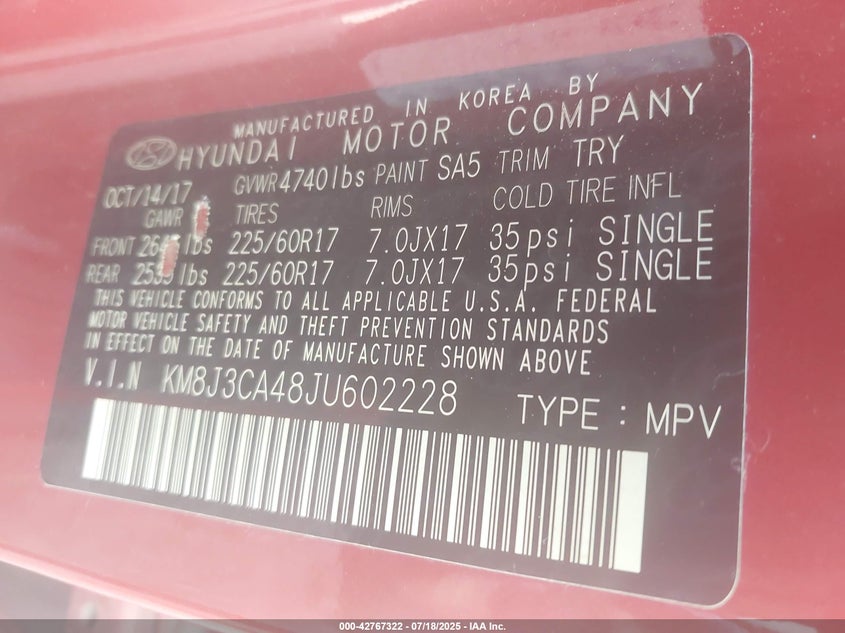 MANUFACTURED IN KOREA BY
HYUNDAI MOTOR COMPANY
OCT/14/17 GVWR 4740lbs PAINT SA5 TRIM TRY
GAWR TIRES RIMS COLD TIRE INFL
FRONT lbs 225/60R17 7.0JX17 35psi SINGLE
REAR lbs 225/60R17 7.0JX17 35psi SINGLE
THIS VEHICLE CONFORMS TO ALL APPLICABLE U.S.A. FEDERAL
MOTOR VEHICLE SAFETY AND THEFT PREVENTION STANDARDS
IN EFFECT ON THE DATE OF MANUFACTURE SHOWN ABOVE
V.I.N KM8J3CA48JU602228 TYPE : MPV
000-42767322 | 07/18/2025 - IAA Inc.